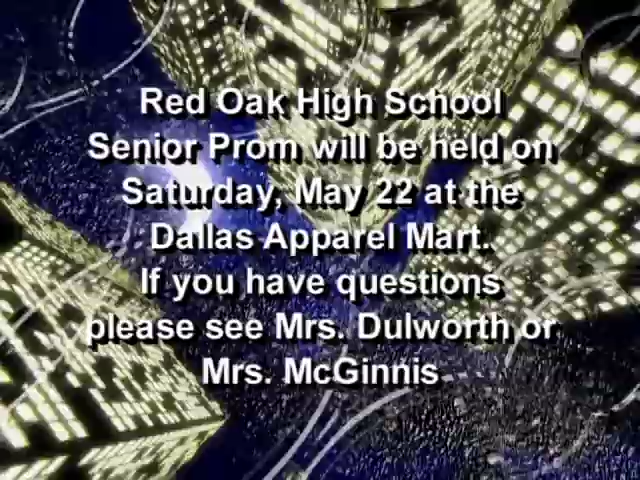 Red Oak High School
Senior Prom will be held on
Saturday, May 22 at the
Dallas Apparel Mart.
If you have questions
please see Mrs. Dulworth or
Mrs. McGinnis